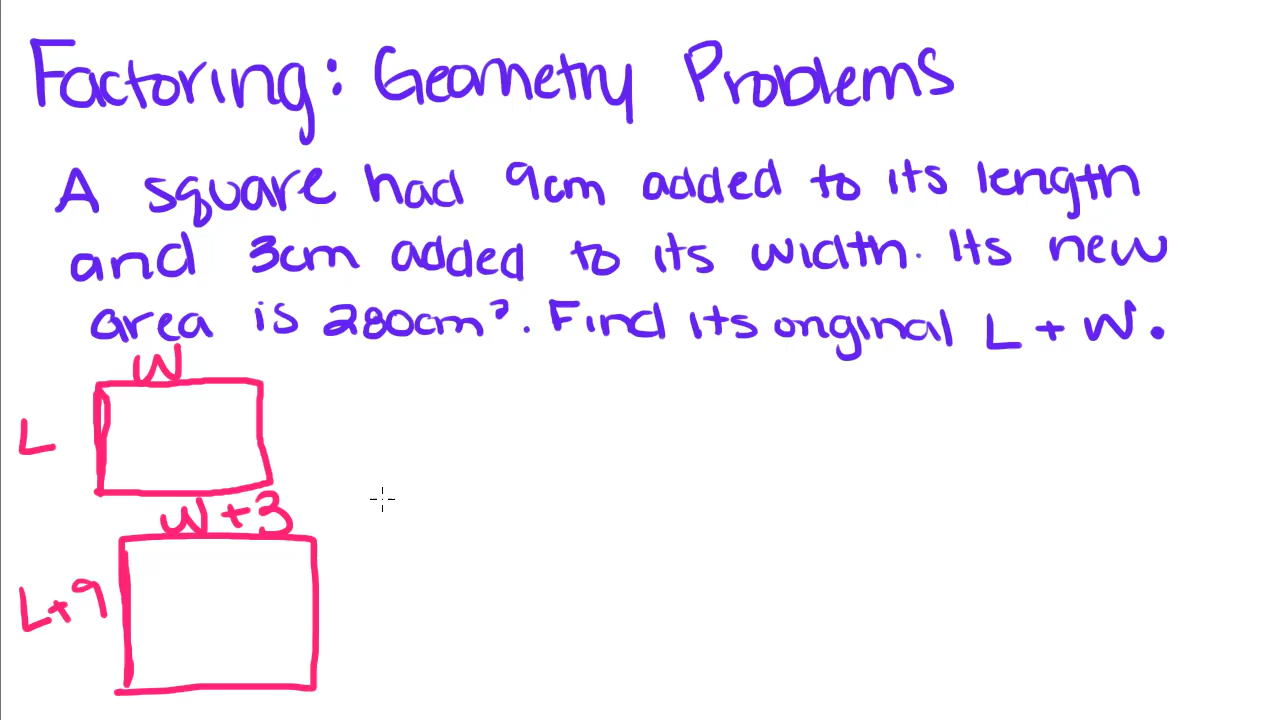 Factoring: Geometry Problems
A square had 9cm added to its length
and 3cm added to its width. Its new
area is 280cm². Find its original L + W.
W
L
W+3
L+9